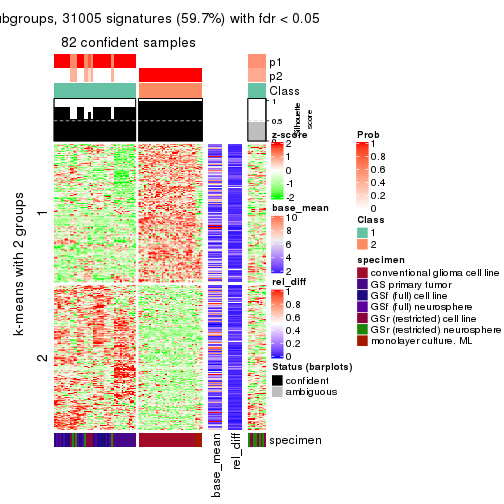 ubgroups, 31005 signatures (59.7%) with fdr < 0.05
82 confident samples
p1
p2
Class
1
0.5
0
Silhouette
score
k-means with 2 groups
1
2
specimen
base_mean
rel_diff
z-score
2
1
0
-1
-2
base_mean
10
8
6
4
2
rel_diff
1
0.8
0.6
0.4
0.2
0
Status (barplots)
confident
ambiguous
Prob
1
0.8
0.6
0.4
0.2
0
Class
1
2
specimen
conventional glioma cell line
GS primary tumor
GSf (full) cell line
GSf (full) neurosphere
GSr (restricted) cell line
GSr (restricted) neurosphere
monolayer culture. ML